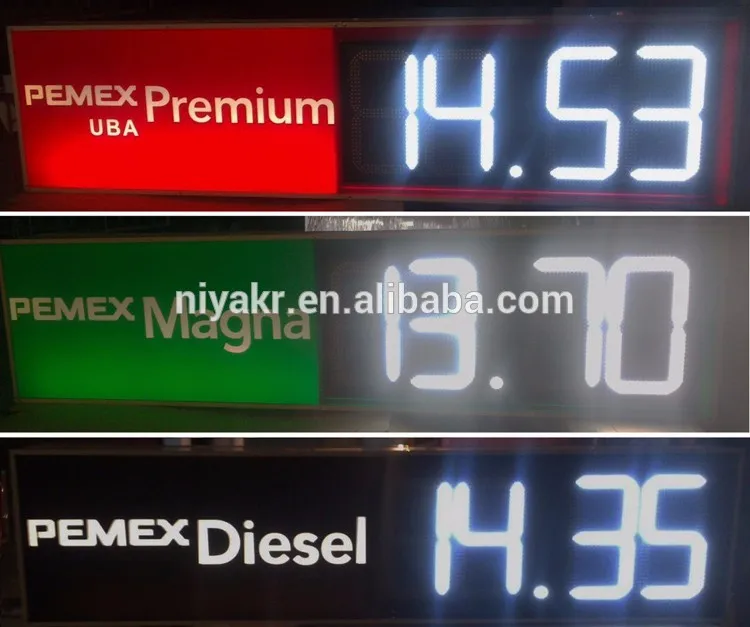 PEMEX Premium 14.53
UBA
PEMEX Magna 13.70
niyakr.en.alibaba.com
PEMEX Diesel 14.35